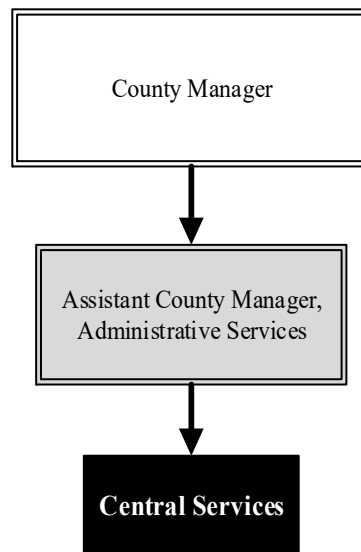 County Manager
Assistant County Manager,
Administrative Services
Central Services